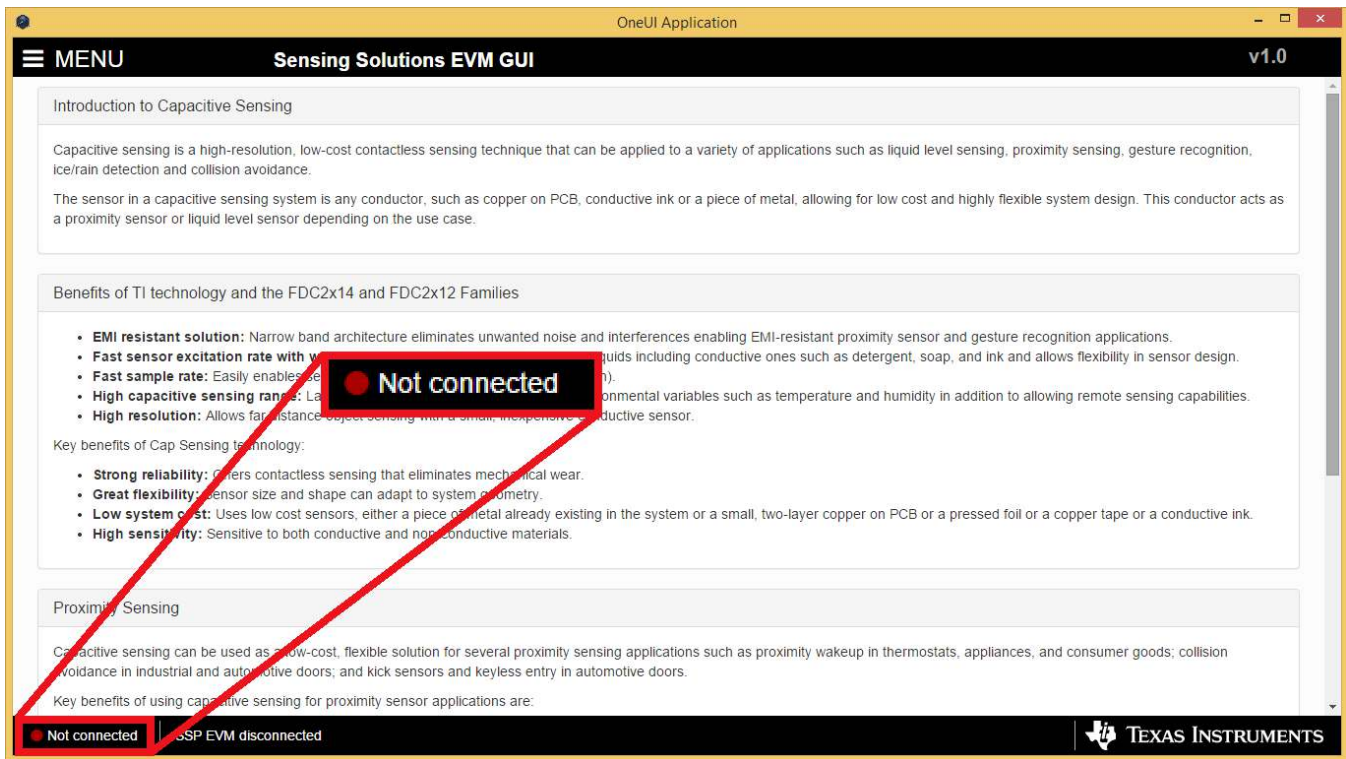 OneUI Application
MENU
Sensing Solutions EVM GUI
v1.0
Introduction to Capacitive Sensing
Capacitive sensing is a high-resolution, low-cost contactless sensing technique that can be applied to a variety of applications such as liquid level sensing, proximity sensing, gesture recognition,
ice/rain detection and collision avoidance.
The sensor in a capacitive sensing system is any conductor, such as copper on PCB, conductive ink or a piece of metal, allowing for low cost and highly flexible system design. This conductor acts as
a proximity sensor or liquid level sensor depending on the use case.
Benefits of TI technology and the FDC2x14 and FDC2x12 Families
• EMI resistant solution: Narrow band architecture eliminates unwanted noise and interferences enabling EMI-resistant proximity sensor and gesture recognition applications.
• Fast sensor excitation rate with including conductive ones such as detergent, soap, and ink and allows flexibility in sensor design.
• Fast sample rate: Easily enables
• High capacitive sensing range: variables such as temperature and humidity in addition to allowing remote sensing capabilities.
• High resolution: Allows far distance object sensing with a small, inexpensive conductive sensor.
Not connected
Key benefits of Cap Sensing technology:
• Strong reliability: Offers contactless sensing that eliminates mechanical wear.
• Great flexibility: Sensor size and shape can adapt to system geometry.
• Low system cost: Uses low cost sensors, either a piece of metal already existing in the system or a small, two-layer copper on PCB or a pressed foil or a copper tape or a conductive ink.
• High sensitivity: Sensitive to both conductive and non-conductive materials.
Proximity Sensing
Capacitive sensing can be used as a low-cost, flexible solution for several proximity sensing applications such as proximity wakeup in thermostats, appliances, and consumer goods; collision
avoidance in industrial and automotive doors; and kick sensors and keyless entry in automotive doors.
Key benefits of using capacitive sensing for proximity sensor applications are:
Not connected
SSP EVM disconnected
TEXAS INSTRUMENTS